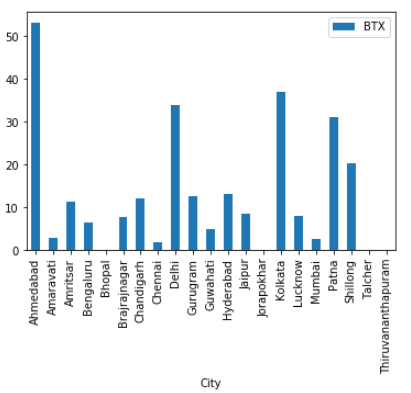 BTX
50
40
30
20
10
0
Ahmedabad
Amaravati
Amritsar
Bengaluru
Bhopal
Brajrajnagar
Chandigarh
Chennai
Delhi
Gurugram
Guwahati
Hyderabad
Jaipur
Jorapokhar
Kolkata
Lucknow
Mumbai
Patna
Shillong
Talcher
Thiruvananthapuram
City